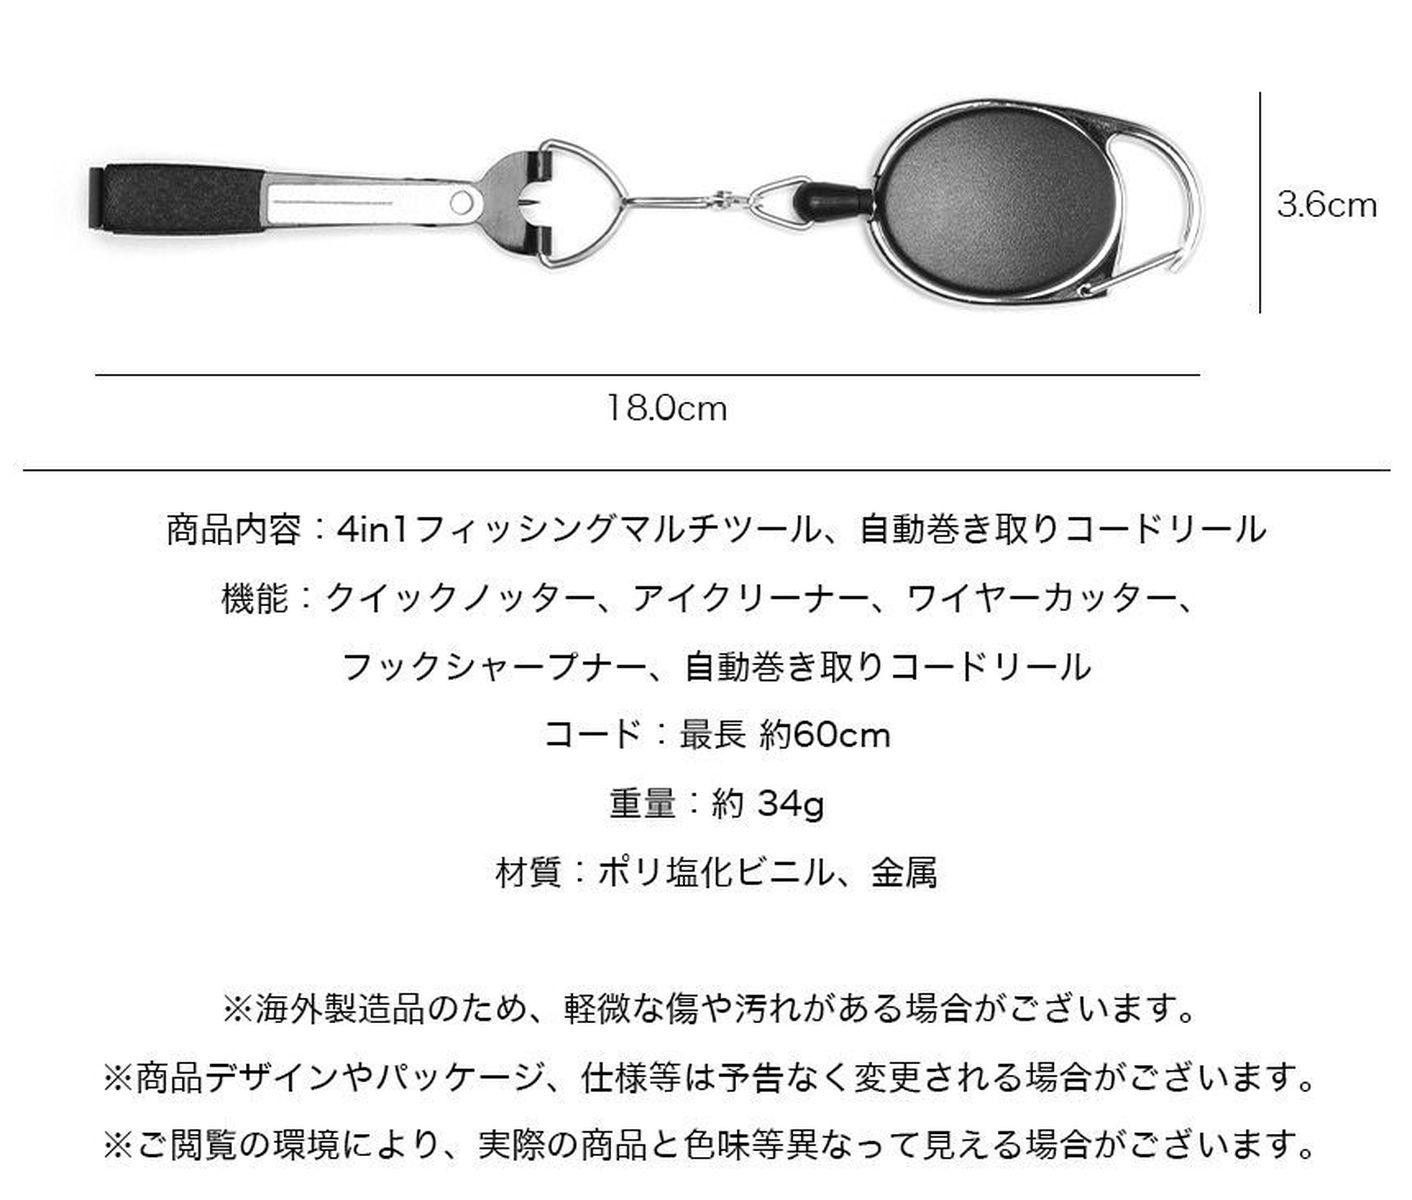 3.6cm
18.0cm
商品内容：4in1フィッシングマルチツール、自動巻き取りコードリール
機能：クイックノッター、アイクリーナー、ワイヤーカッター、
フックシャープナー、自動巻き取りコードリール
コード：最長 約60cm
重量：約 34g
材質：ポリ塩化ビニル、金属
※海外製造品のため、軽微な傷や汚れがある場合がございます。
※商品デザインやパッケージ、仕様等は予告なく変更される場合がございます。
※ご閲覧の環境により、実際の商品と色味等異なって見える場合がございます。